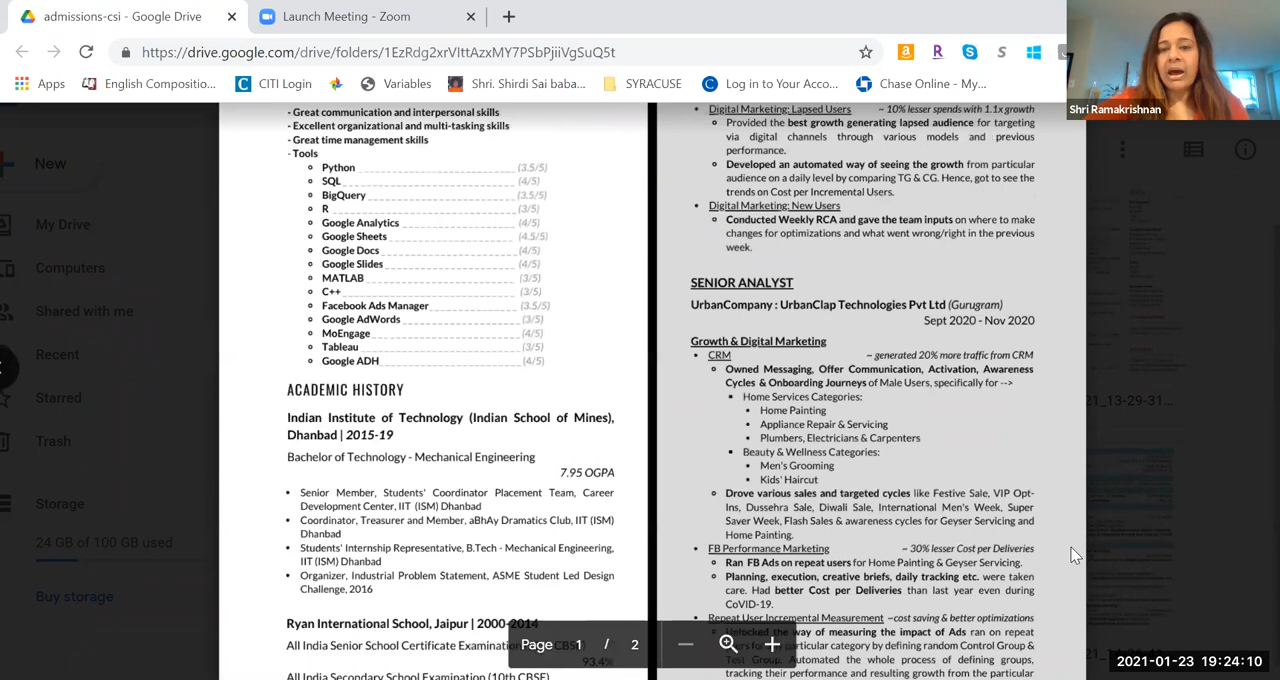 admissions-csi - Google Drive
Launch Meeting - Zoom
https://drive.google.com/drive/folders/1EzRdg2xrVIttAzxMY7PSbPjiiVgSuQ5t
Apps
English Compositio...
CITI Login
Variables
Shri. Shirdi Sai baba...
SYRACUSE
Log in to Your Acco...
Chase Online - My...
Shri Ramakrishnan
New
My Drive
Computers
Shared with me
Recent
Starred
Trash
Storage
24 GB of 100 GB used
Buy storage
- Great communication and interpersonal skills
- Excellent organizational and multi-tasking skills
- Great time management skills
- Tools
Python (3.5/5)
SQL (4/5)
BigQuery (3.5/5)
R (3/5)
Google Analytics (4/5)
Google Sheets (4.5/5)
Google Docs (4/5)
Google Slides (4/5)
MATLAB (3/5)
C++ (3/5)
Facebook Ads Manager (3.5/5)
Google AdWords (3/5)
MoEngage (4/5)
Tableau (3/5)
Google ADH (4/5)
ACADEMIC HISTORY
Indian Institute of Technology (Indian School of Mines),
Dhanbad | 2015-19
Bachelor of Technology - Mechanical Engineering
7.95 OGPA
• Senior Member, Students' Coordinator Placement Team, Career
Development Center, IIT (ISM) Dhanbad
• Coordinator, Treasurer and Member, aBhAy Dramatics Club, IIT (ISM)
Dhanbad
• Students' Internship Representative, B.Tech - Mechanical Engineering,
IIT (ISM) Dhanbad
• Organizer, Industrial Problem Statement, ASME Student Led Design
Challenge, 2016
Ryan International School, Jaipur | 2000-2014
All India Senior School Certificate Examination
93.4%
All India Secondary School Examination (10th CBSE)
• Digital Marketing: Lapsed Users ~ 10% lesser spends with 1.1x growth
Provided the best growth generating lapsed audience for targeting
via digital channels through various models and previous
performance.
Developed an automated way of seeing the growth from particular
audience on a daily level by comparing TG & CG. Hence, got to see the
trends on Cost per Incremental Users.
• Digital Marketing: New Users
Conducted Weekly RCA and gave the team inputs on where to make
changes for optimizations and what went wrong/right in the previous
week.
SENIOR ANALYST
UrbanCompany : UrbanClap Technologies Pvt Ltd (Gurugram)
Sept 2020 - Nov 2020
Growth & Digital Marketing
• CRM ~ generated 20% more traffic from CRM
Owned Messaging, Offer Communication, Activation, Awareness
Cycles & Onboarding Journeys of Male Users, specifically for -->
Home Services Categories:
Home Painting
Appliance Repair & Servicing
Plumbers, Electricians & Carpenters
Beauty & Wellness Categories:
Men's Grooming
Kids' Haircut
Drove various sales and targeted cycles like Festive Sale, VIP Opt-
Ins, Dussehra Sale, Diwali Sale, International Men's Week, Super
Saver Week, Flash Sales & awareness cycles for Geyser Servicing and
Home Painting.
• FB Performance Marketing ~ 30% lesser Cost per Deliveries
Ran FB Ads on repeat users for Home Painting & Geyser Servicing.
Planning, execution, creative briefs, daily tracking etc. were taken
care. Had better Cost per Deliveries than last year even during
CoVID-19.
• Repeat User Incremental Measurement ~cost saving & better optimizations
Unlocked the way of measuring the impact of Ads ran on repeat
users for a particular category by defining random Control Group &
Test Group. Automated the whole process of defining groups,
tracking their performance and resulting growth from the particular
Page 1 / 2
21_13-29-31...
2021-01-23 19:24:10